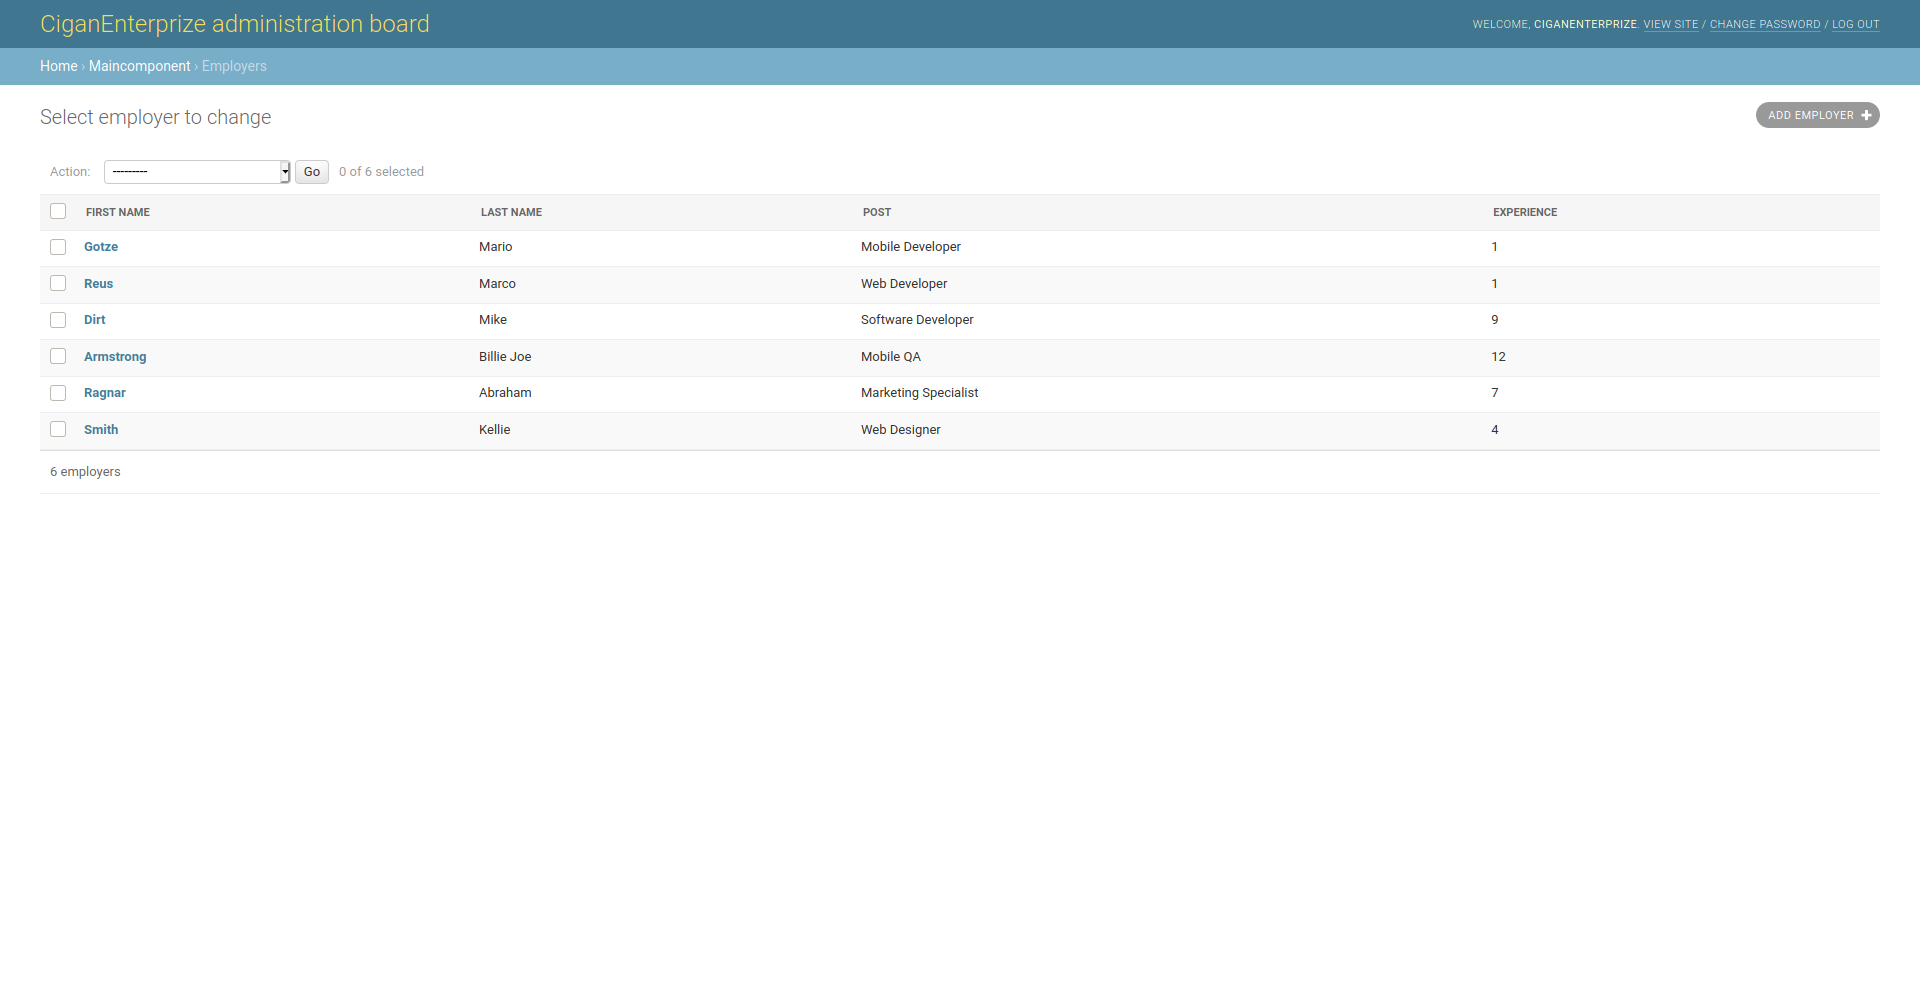 CiganEnterprize administration board
WELCOME, CIGANENTERPRIZE. VIEW SITE / CHANGE PASSWORD / LOG OUT
Home › Maincomponent › Employers
Select employer to change
ADD EMPLOYER +
Action: --------- Go 0 of 6 selected
FIRST NAME LAST NAME POST EXPERIENCE
Gotze Mario Mobile Developer 1
Reus Marco Web Developer 1
Dirt Mike Software Developer 9
Armstrong Billie Joe Mobile QA 12
Ragnar Abraham Marketing Specialist 7
Smith Kellie Web Designer 4
6 employers